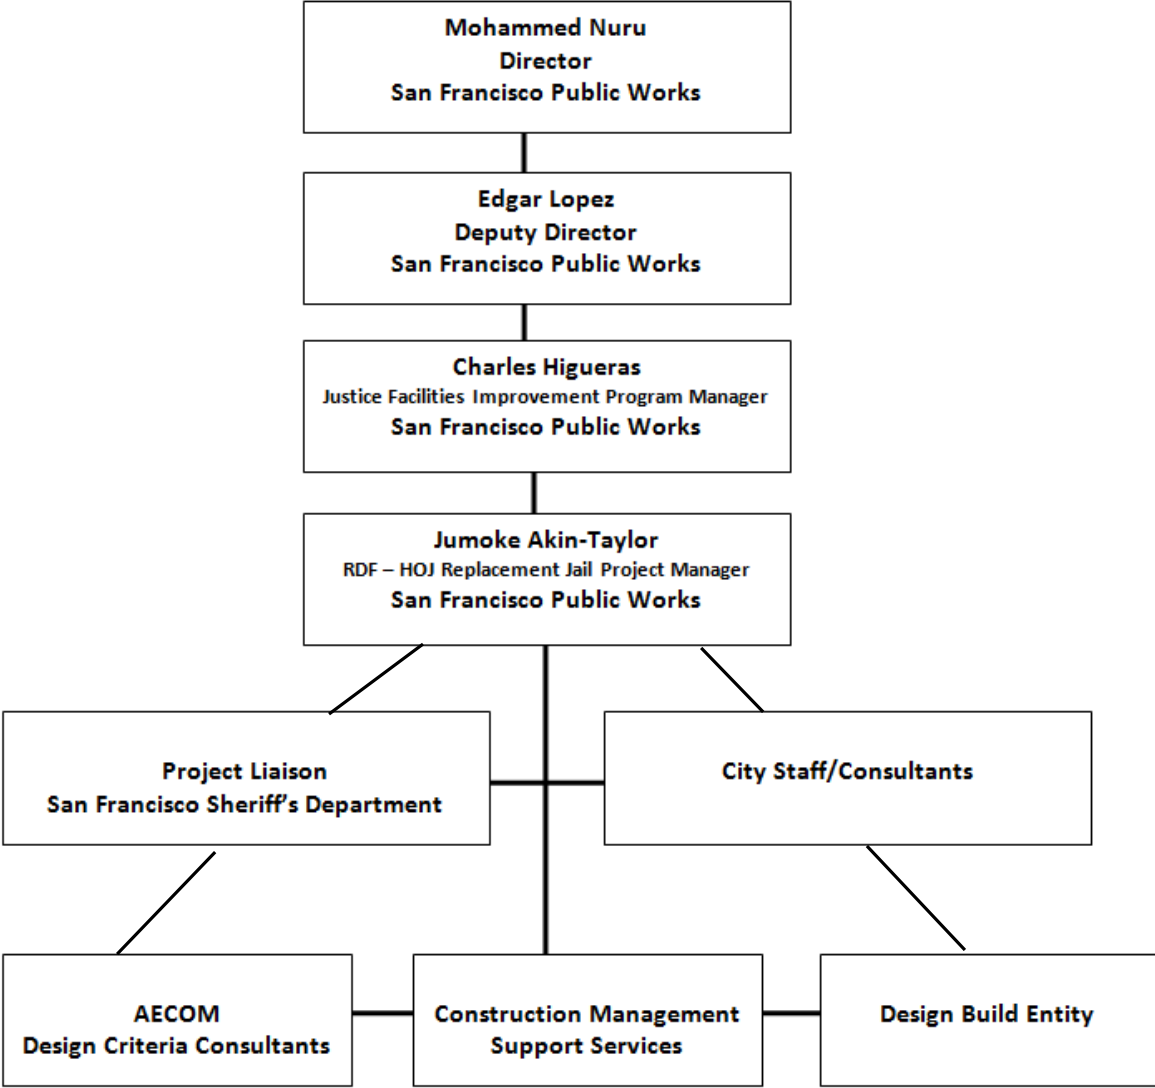 Mohammed Nuru
Director
San Francisco Public Works
Edgar Lopez
Deputy Director
San Francisco Public Works
Charles Higueras
Justice Facilities Improvement Program Manager
San Francisco Public Works
Jumoke Akin-Taylor
RDF – HOJ Replacement Jail Project Manager
San Francisco Public Works
Project Liaison
San Francisco Sheriff’s Department
City Staff/Consultants
AECOM
Design Criteria Consultants
Construction Management
Support Services
Design Build Entity